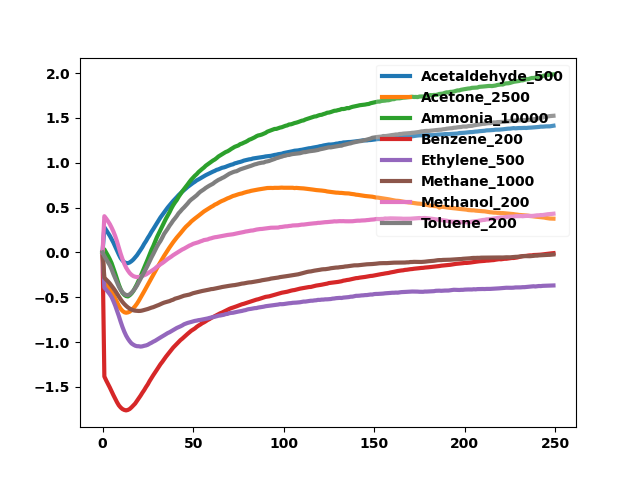 2.0
1.5
1.0
0.5
0.0
−0.5
−1.0
−1.5
0
50
100
150
200
250
Acetaldehyde_500
Acetone_2500
Ammonia_10000
Benzene_200
Ethylene_500
Methane_1000
Methanol_200
Toluene_200